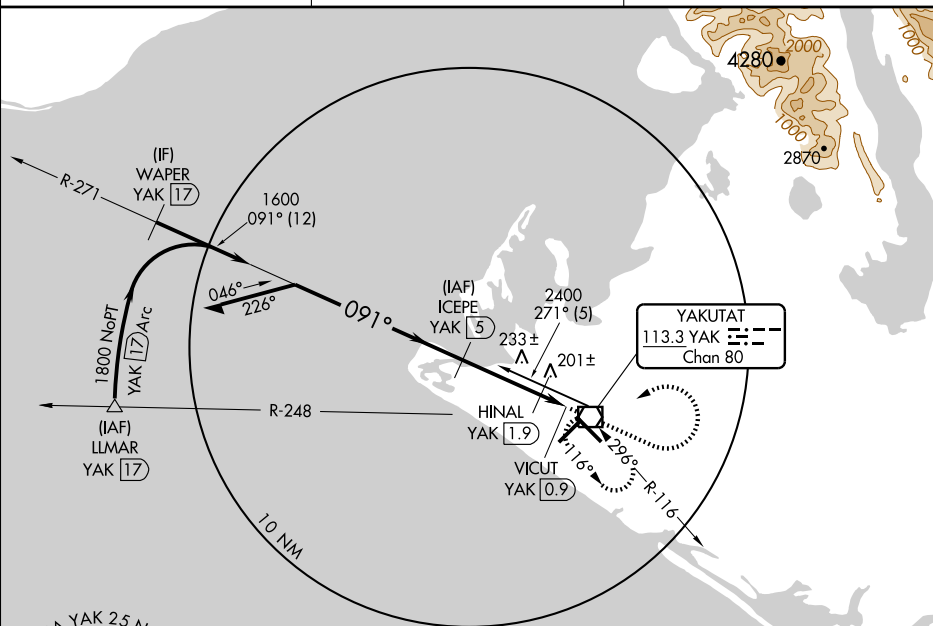 4280
2000
1000
1000
2870
(IF)
WAPER
YAK 17
R-271
1600
091° (12)
046°
226°
091°
(IAF)
ICEPE
YAK 5
2400
271° (5)
233±
201±
YAKUTAT
113.3 YAK
Chan 80
1800 NoPT
YAK 17 Arc
R-248
(IAF)
LLMAR
YAK 17
HINAL
YAK 1.9
VICUT
YAK 0.9
116°
296°
R-116
10 NM
YAK 25